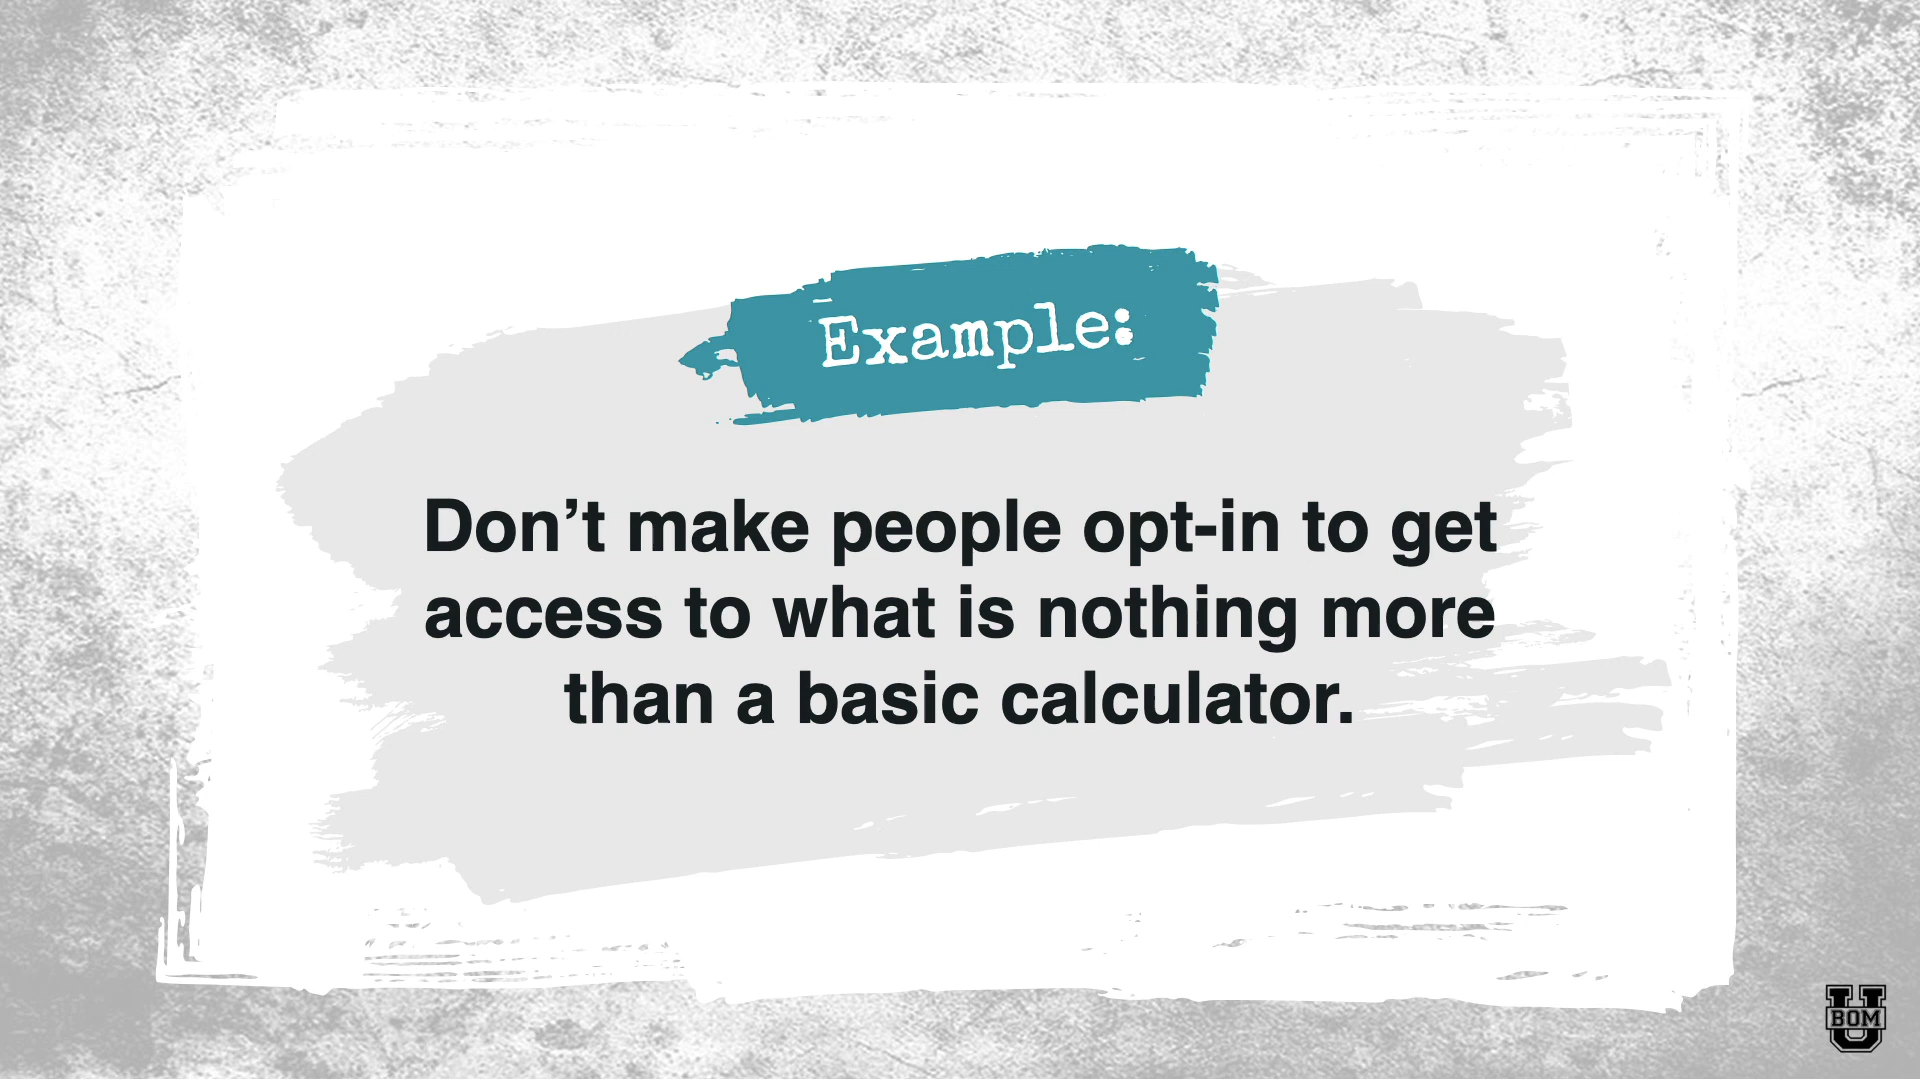 Example:
Don’t make people opt-in to get
access to what is nothing more
than a basic calculator.
U
BOM